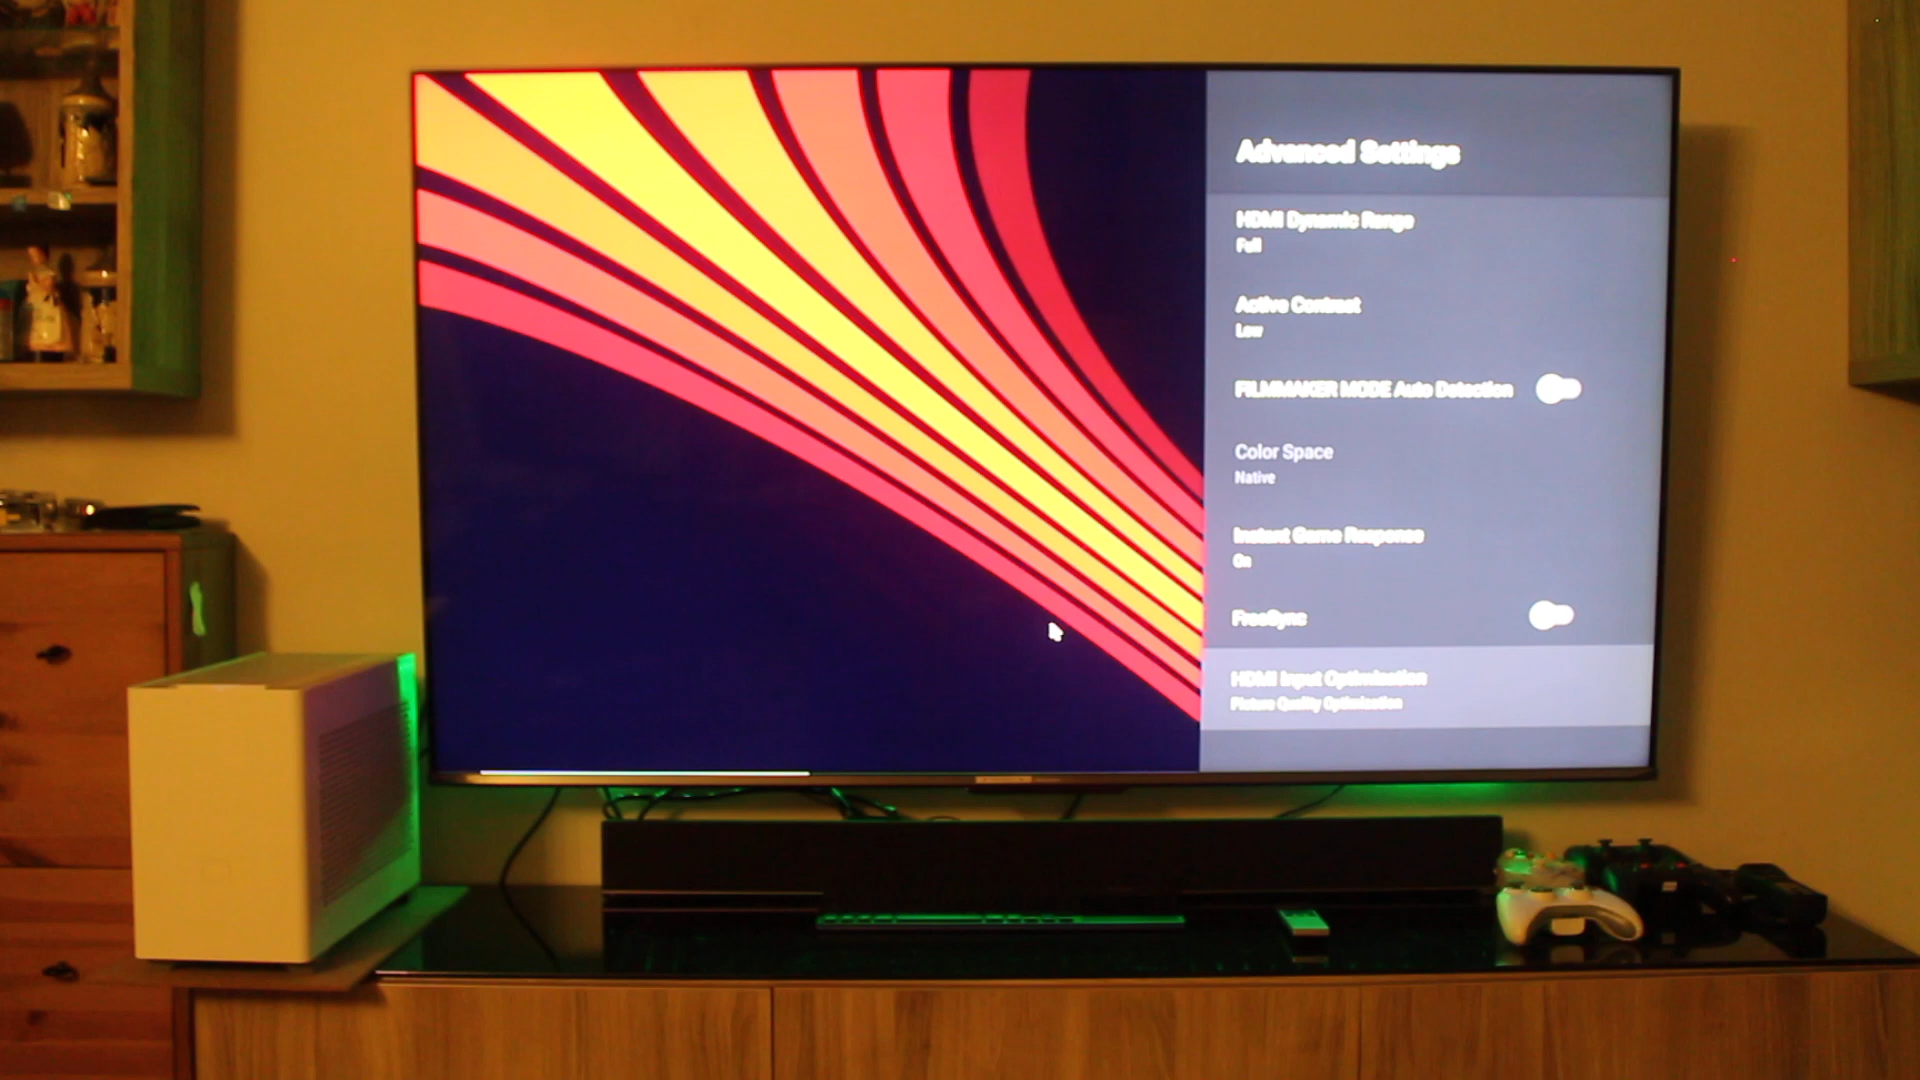 Advanced Settings
HDMI Dynamic Range
Full
Active Contrast
Low
FILMMAKER MODE Auto Detection
Color Space
Native
Instant Game Response
On
FreeSync
HDMI Input Optimization
Picture Quality Optimization